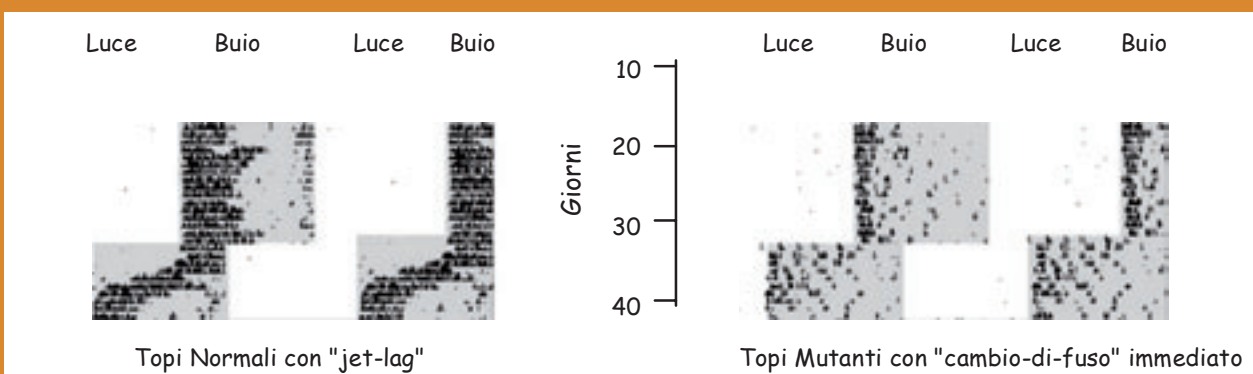 Luce Buio Luce Buio
Luce Buio Luce Buio
10
20
30
40
Giorni
Topi Normali con "jet-lag"
Topi Mutanti con "cambio-di-fuso" immediato